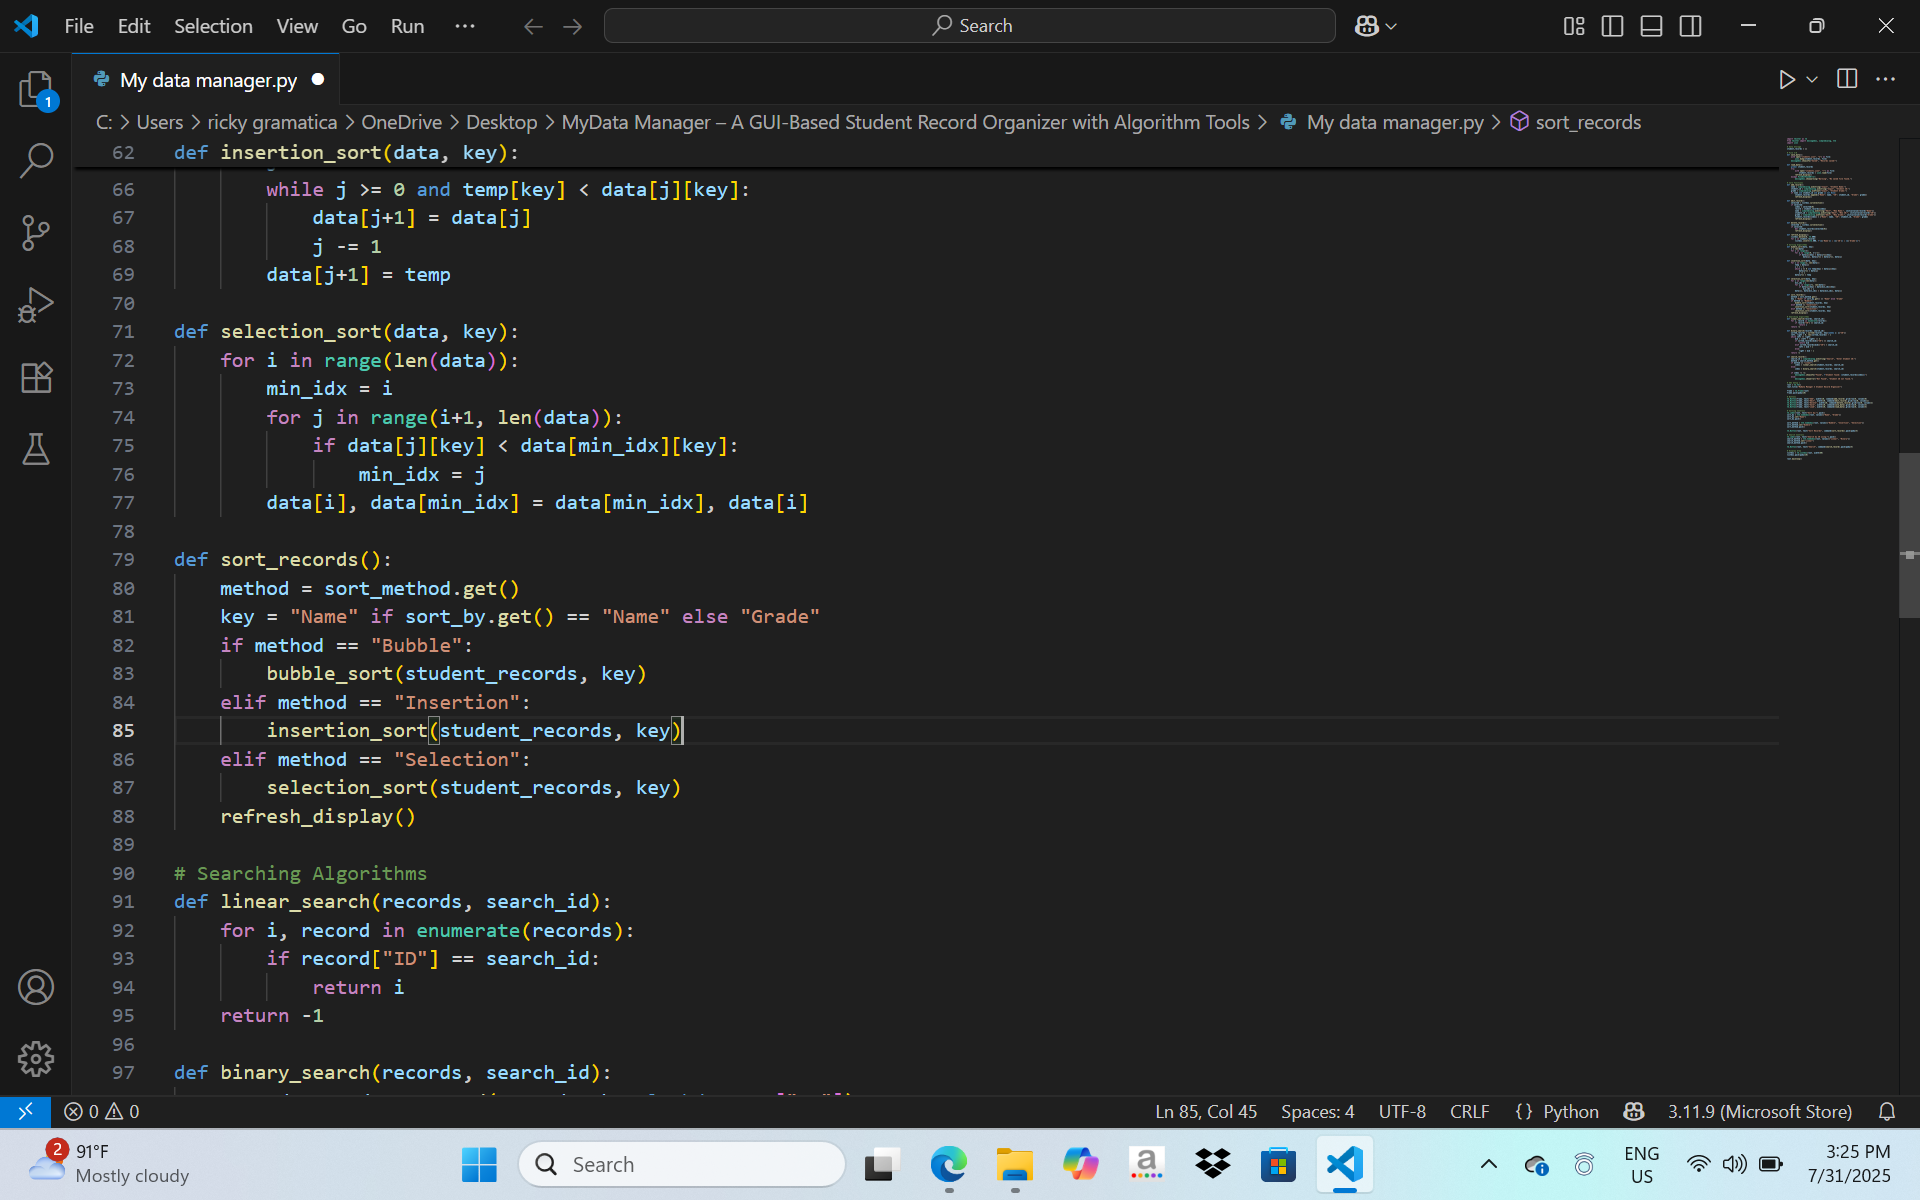 File Edit Selection View Go Run ··· Search
My data manager.py
C: > Users > ricky gramatica > OneDrive > Desktop > MyData Manager – A GUI-Based Student Record Organizer with Algorithm Tools > My data manager.py > sort_records
62 def insertion_sort(data, key):
66 while j >= 0 and temp[key] < data[j][key]:
67 data[j+1] = data[j]
68 j -= 1
69 data[j+1] = temp
70
71 def selection_sort(data, key):
72 for i in range(len(data)):
73 min_idx = i
74 for j in range(i+1, len(data)):
75 if data[j][key] < data[min_idx][key]:
76 min_idx = j
77 data[i], data[min_idx] = data[min_idx], data[i]
78
79 def sort_records():
80 method = sort_method.get()
81 key = "Name" if sort_by.get() == "Name" else "Grade"
82 if method == "Bubble":
83 bubble_sort(student_records, key)
84 elif method == "Insertion":
85 insertion_sort(student_records, key)
86 elif method == "Selection":
87 selection_sort(student_records, key)
88 refresh_display()
89
90 # Searching Algorithms
91 def linear_search(records, search_id):
92 for i, record in enumerate(records):
93 if record["ID"] == search_id:
94 return i
95 return -1
96
97 def binary_search(records, search_id):
1
0 0 Ln 85, Col 45 Spaces: 4 UTF-8 CRLF {} Python 3.11.9 (Microsoft Store)
2 91°F
Mostly cloudy
Search
a
ENG
US
3:25 PM
7/31/2025